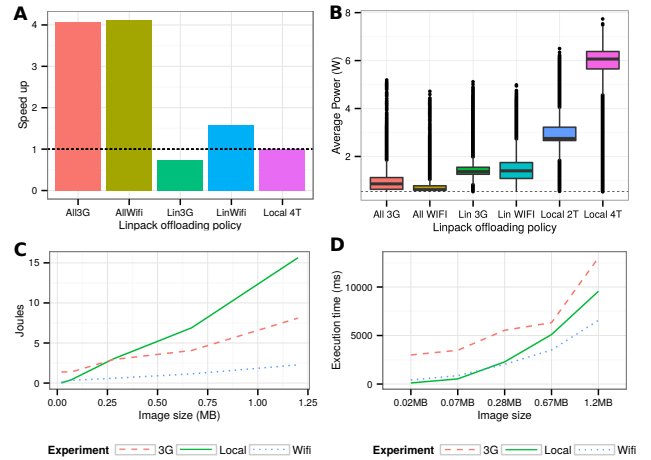 A
Speed up
4
3
2
1
0
All3G AllWifi Lin3G LinWifi Local 4T
Linpack offloading policy
B
Average Power (W)
8
6
4
2
All 3G All WIFI Lin 3G Lin WIFI Local 2T Local 4T
Linpack offloading policy
C
Joules
15
10
5
0
0.00 0.25 0.50 0.75 1.00 1.25
Image size (MB)
Experiment 3G Local Wifi
D
Execution time (ms)
10000
5000
0
0.02MB 0.07MB 0.28MB 0.67MB 1.2MB
Image size
Experiment 3G Local Wifi